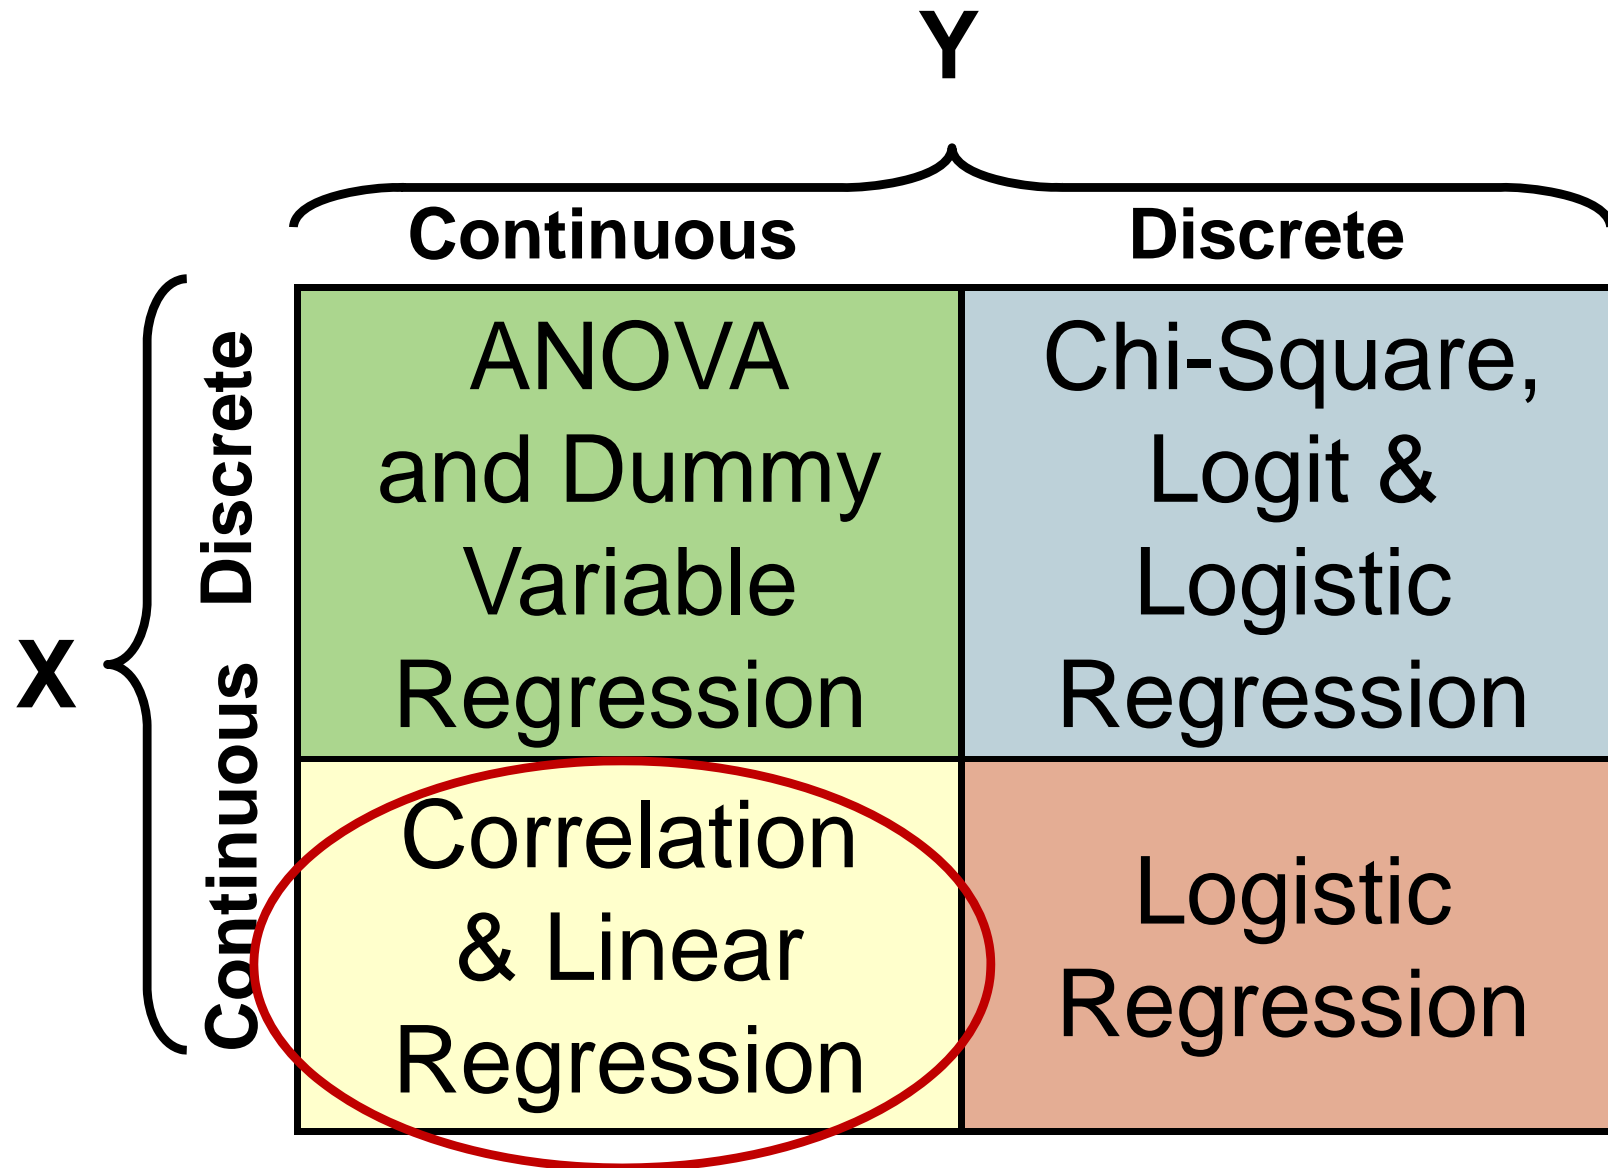 Y
Continuous
Discrete
X
Discrete
Continuous
ANOVA
and Dummy
Variable
Regression
Chi-Square,
Logit &
Logistic
Regression
Correlation
& Linear
Regression
Logistic
Regression